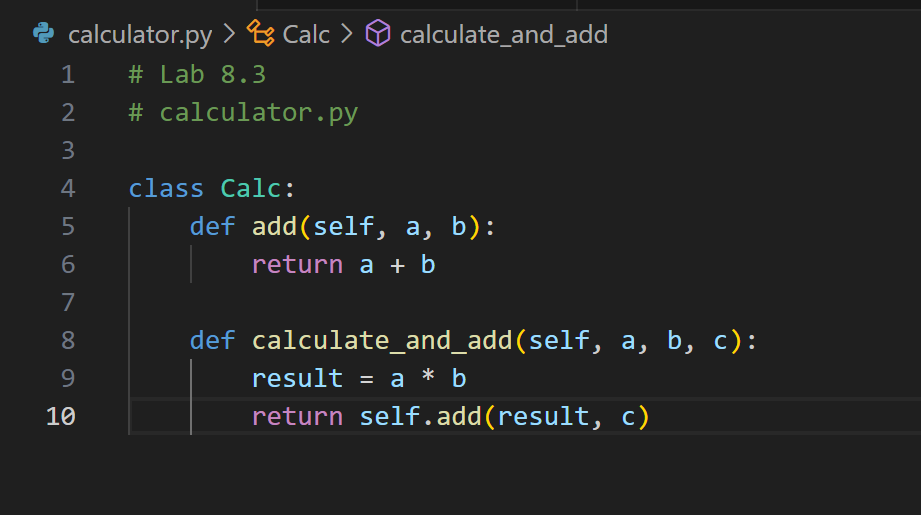 calculator.py > Calc > calculate_and_add
1 # Lab 8.3
2 # calculator.py
3
4 class Calc:
5     def add(self, a, b):
6         return a + b
7
8     def calculate_and_add(self, a, b, c):
9         result = a * b
10         return self.add(result, c)